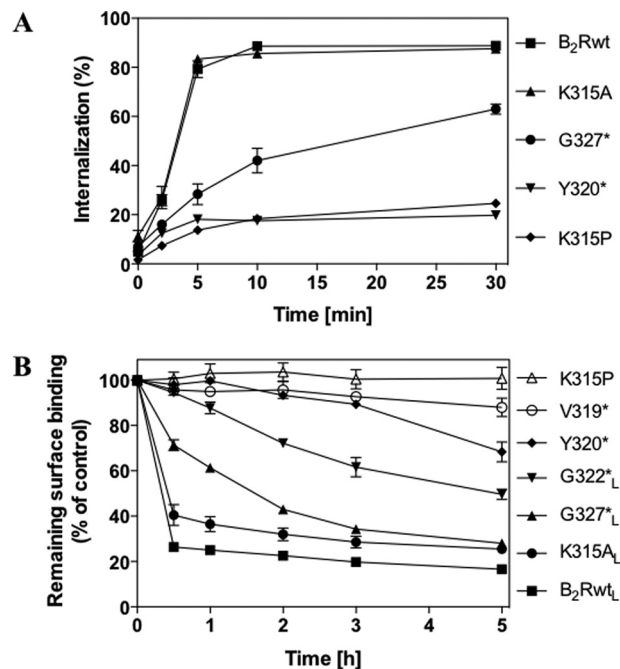 A
Internalization (%)
100
80
60
40
20
0
0
5
10
15
20
25
30
Time [min]
B₂Rwt
K315A
G327*
Y320*
K315P
B
Remaining surface binding
(% of control)
100
80
60
40
20
0
0
1
2
3
4
5
Time [h]
K315P
V319*
Y320*
G322*L
G327*L
K315AL
B₂RwtL